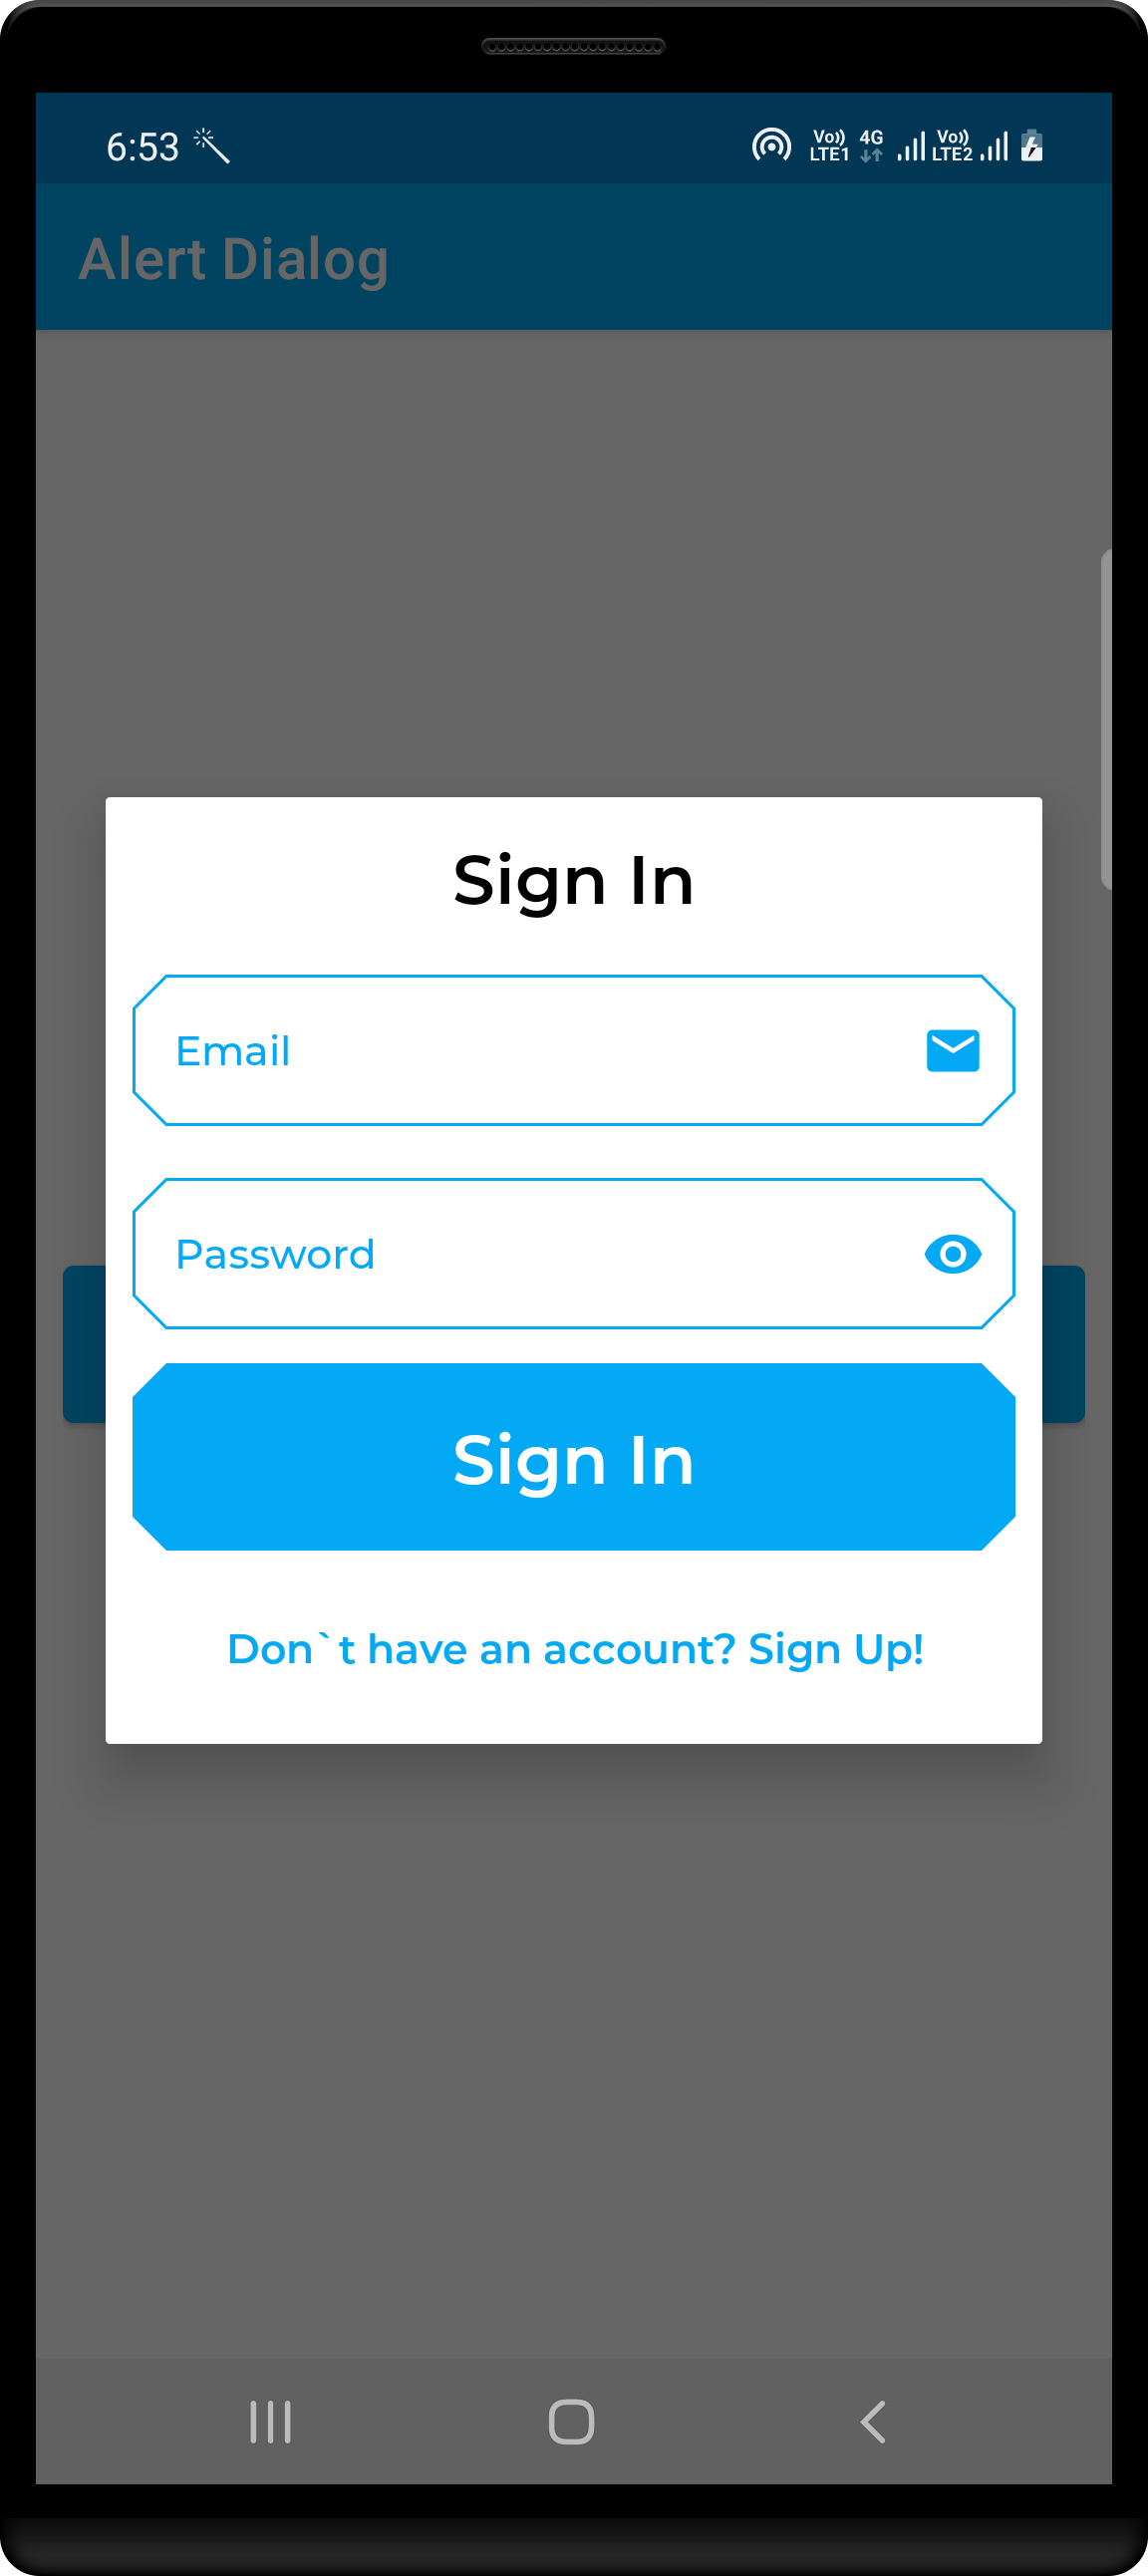 6:53
Vo)) LTE1 4G Vo)) LTE2
Alert Dialog
Sign In
Email
Password
Sign In
Don`t have an account? Sign Up!